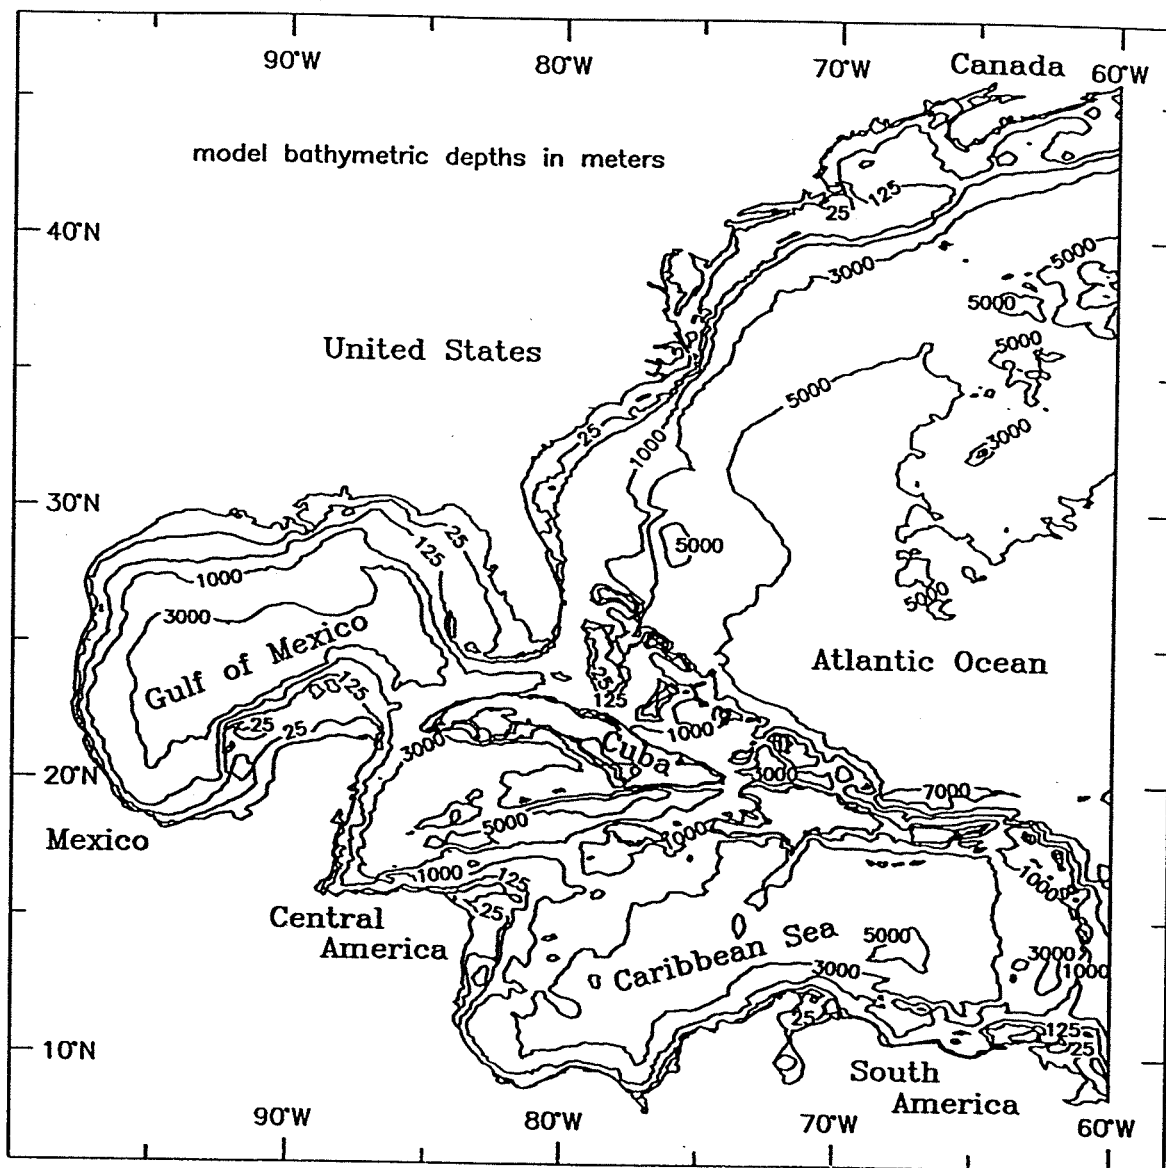 90°W 80°W 70°W 60°W
Canada
model bathymetric depths in meters
25 125
40°N
3000 5000
5000
United States
5000
5000
25 1000 3000
30°N
25
125 5000
1000
3000
5000
Gulf of Mexico
Atlantic Ocean
25
125
125
25 25
1000
3000 Cuba
20°N
3000
7000
5000
1000
Mexico
1000 125
1000
25
Central
America
5000
Caribbean Sea
3000
3000
1000
25
125
25
10°N
South
America
90°W 80°W 70°W 60°W